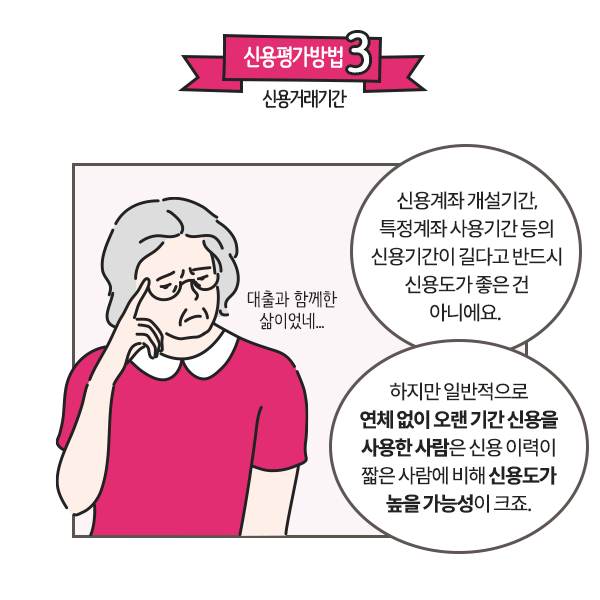 신용평가방법 3
신용거래기간
신용계좌 개설기간,
특정계좌 사용기간 등의
신용기간이 길다고 반드시
신용도가 좋은 건
아니에요.
대출과 함께한
삶이었네...
하지만 일반적으로
연체 없이 오랜 기간 신용을
사용한 사람은 신용 이력이
짧은 사람에 비해 신용도가
높을 가능성이 크죠.